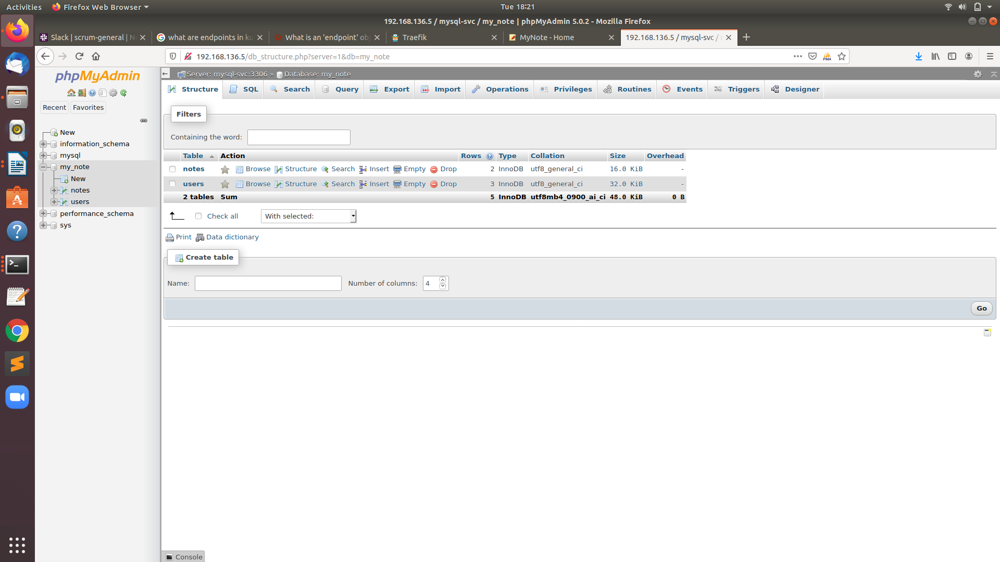 Activities
Firefox Web Browser
Tue 18:21
192.168.136.5 / mysql-svc / my_note | phpMyAdmin 5.0.2 - Mozilla Firefox
Slack | scrum-general |
what are endpoints in ku
What is an 'endpoint' ob
Traefik
MyNote - Home
192.168.136.5 / mysql-svc /
192.168.136.5/db_structure.php?server=1&db=my_note
PMA
phpMyAdmin
Recent
Favorites
New
information_schema
mysql
my_note
New
notes
users
performance_schema
sys
Server: mysql-svc:3306 » Database: my_note
Structure SQL Search Query Export Import Operations Privileges Routines Events Triggers Designer
Filters
Containing the word:
Table Action Rows Type Collation Size Overhead
notes Browse Structure Search Insert Empty Drop 2 InnoDB utf8_general_ci 16.0 KiB -
users Browse Structure Search Insert Empty Drop 3 InnoDB utf8_general_ci 32.0 KiB -
2 tables Sum 5 InnoDB utf8mb4_0900_ai_ci 48.0 KiB 0 B
Check all
With selected:
Print Data dictionary
Create table
Name:
Number of columns: 4
Go
Console